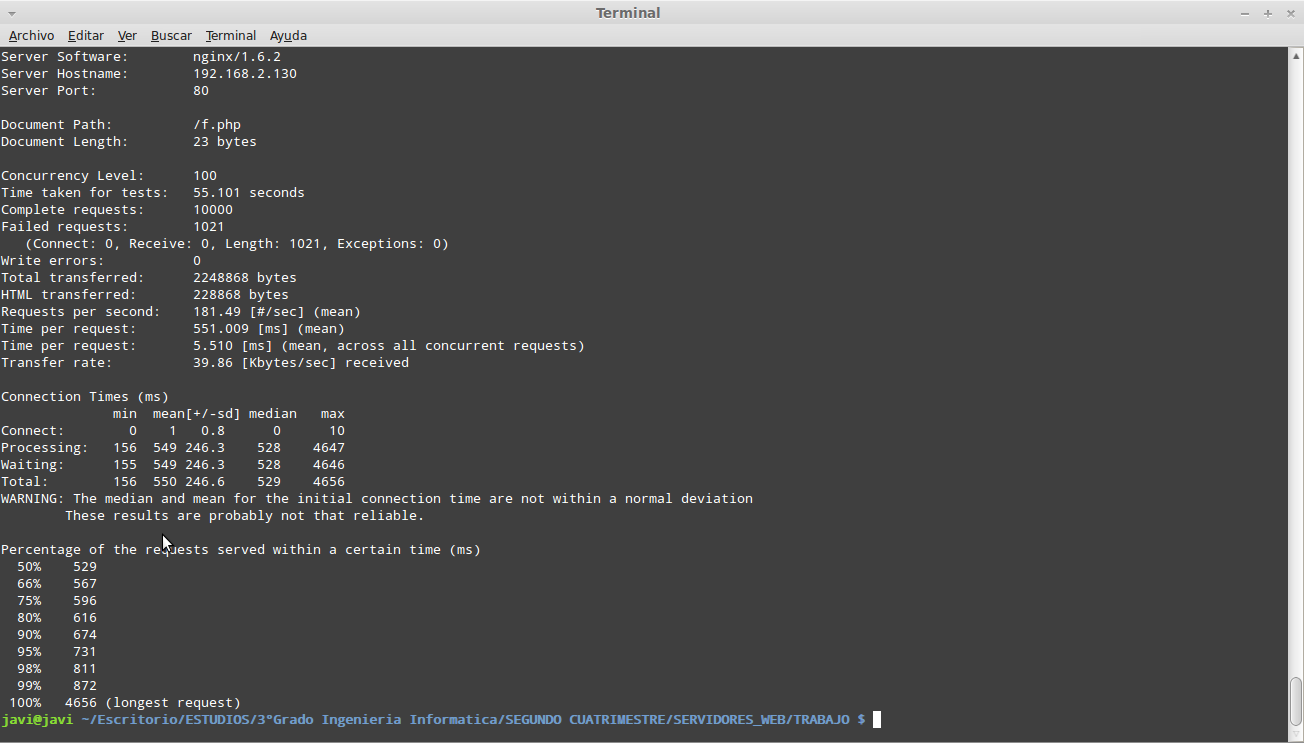 Terminal
Archivo Editar Ver Buscar Terminal Ayuda
Server Software:        nginx/1.6.2
Server Hostname:        192.168.2.130
Server Port:            80

Document Path:          /f.php
Document Length:        23 bytes

Concurrency Level:      100
Time taken for tests:   55.101 seconds
Complete requests:      10000
Failed requests:        1021
   (Connect: 0, Receive: 0, Length: 1021, Exceptions: 0)
Write errors:           0
Total transferred:      2248868 bytes
HTML transferred:       228868 bytes
Requests per second:    181.49 [#/sec] (mean)
Time per request:       551.009 [ms] (mean)
Time per request:       5.510 [ms] (mean, across all concurrent requests)
Transfer rate:          39.86 [Kbytes/sec] received

Connection Times (ms)
              min  mean[+/-sd] median   max
Connect:        0    1   0.8      0      10
Processing:   156  549 246.3    528    4647
Waiting:      155  549 246.3    528    4646
Total:        156  550 246.6    529    4656
WARNING: The median and mean for the initial connection time are not within a normal deviation
        These results are probably not that reliable.

Percentage of the requests served within a certain time (ms)
  50%    529
  66%    567
  75%    596
  80%    616
  90%    674
  95%    731
  98%    811
  99%    872
 100%   4656 (longest request)
javi@javi ~/Escritorio/ESTUDIOS/3°Grado Ingenieria Informatica/SEGUNDO CUATRIMESTRE/SERVIDORES_WEB/TRABAJO $